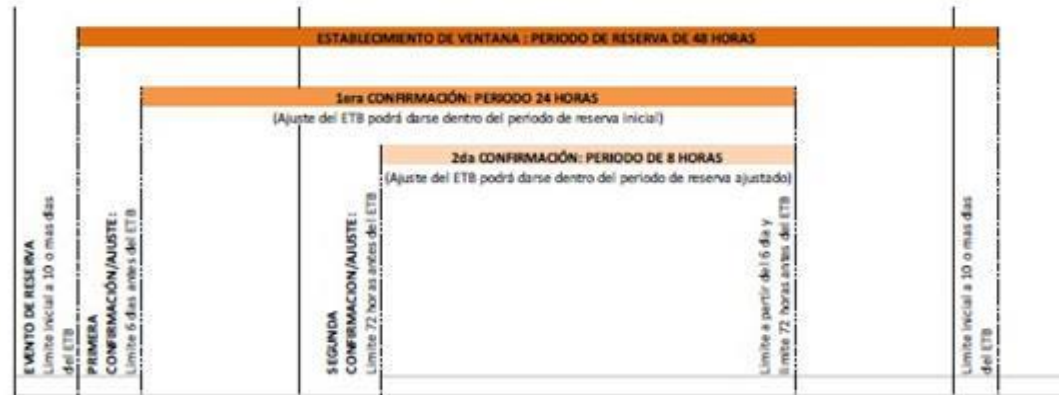 ESTABLECIMIENTO DE VENTANA : PERIODO DE RESERVA DE 48 HORAS
1era CONFIRMACIÓN: PERIODO 24 HORAS
(Ajuste del ETB podrá darse dentro del periodo de reserva inicial)
2da CONFIRMACIÓN: PERIODO DE 8 HORAS
(Ajuste del ETB podrá darse dentro del periodo de reserva ajustado)
EVENTO DE RESERVA
Limite inicial a 10 o mas dias
del ETB
PRIMERA
CONFIRMACIÓN/AJUSTE :
Limite 6 dias antes del ETB
SEGUNDA
CONFIRMACION/AJUSTE :
Limite 72 horas antes del ETB
Limite a partir del 6 dia y
limite 72 horas antes del ETB
Limite inicial a 10 o mas dias
del ETB